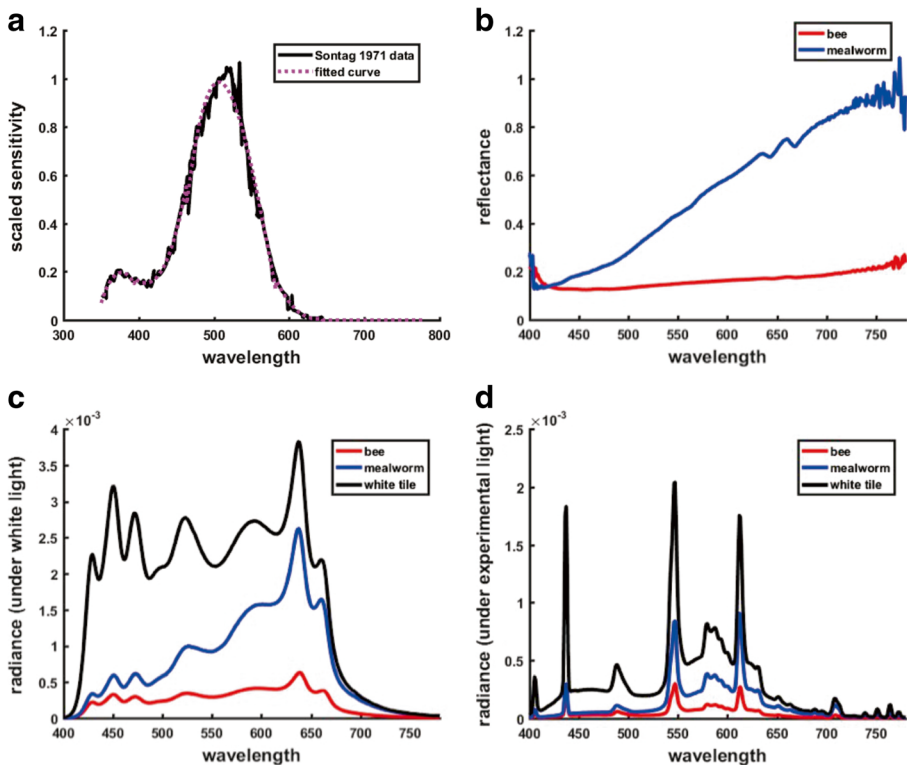 a
scaled sensitivity
1.2
1
0.8
0.6
0.4
0.2
0
300 400 500 600 700 800
wavelength
Sontag 1971 data
fitted curve
b
reflectance
1.2
1
0.8
0.6
0.4
0.2
0
400 450 500 550 600 650 700 750
wavelength
bee
mealworm
c
radiance (under white light)
×10⁻³
4
3.5
3
2.5
2
1.5
1
0.5
0
400 450 500 550 600 650 700 750
wavelength
bee
mealworm
white tile
d
radiance (under experimental light)
×10⁻³
2.5
2
1.5
1
0.5
0
400 450 500 550 600 650 700 750
wavelength
bee
mealworm
white tile